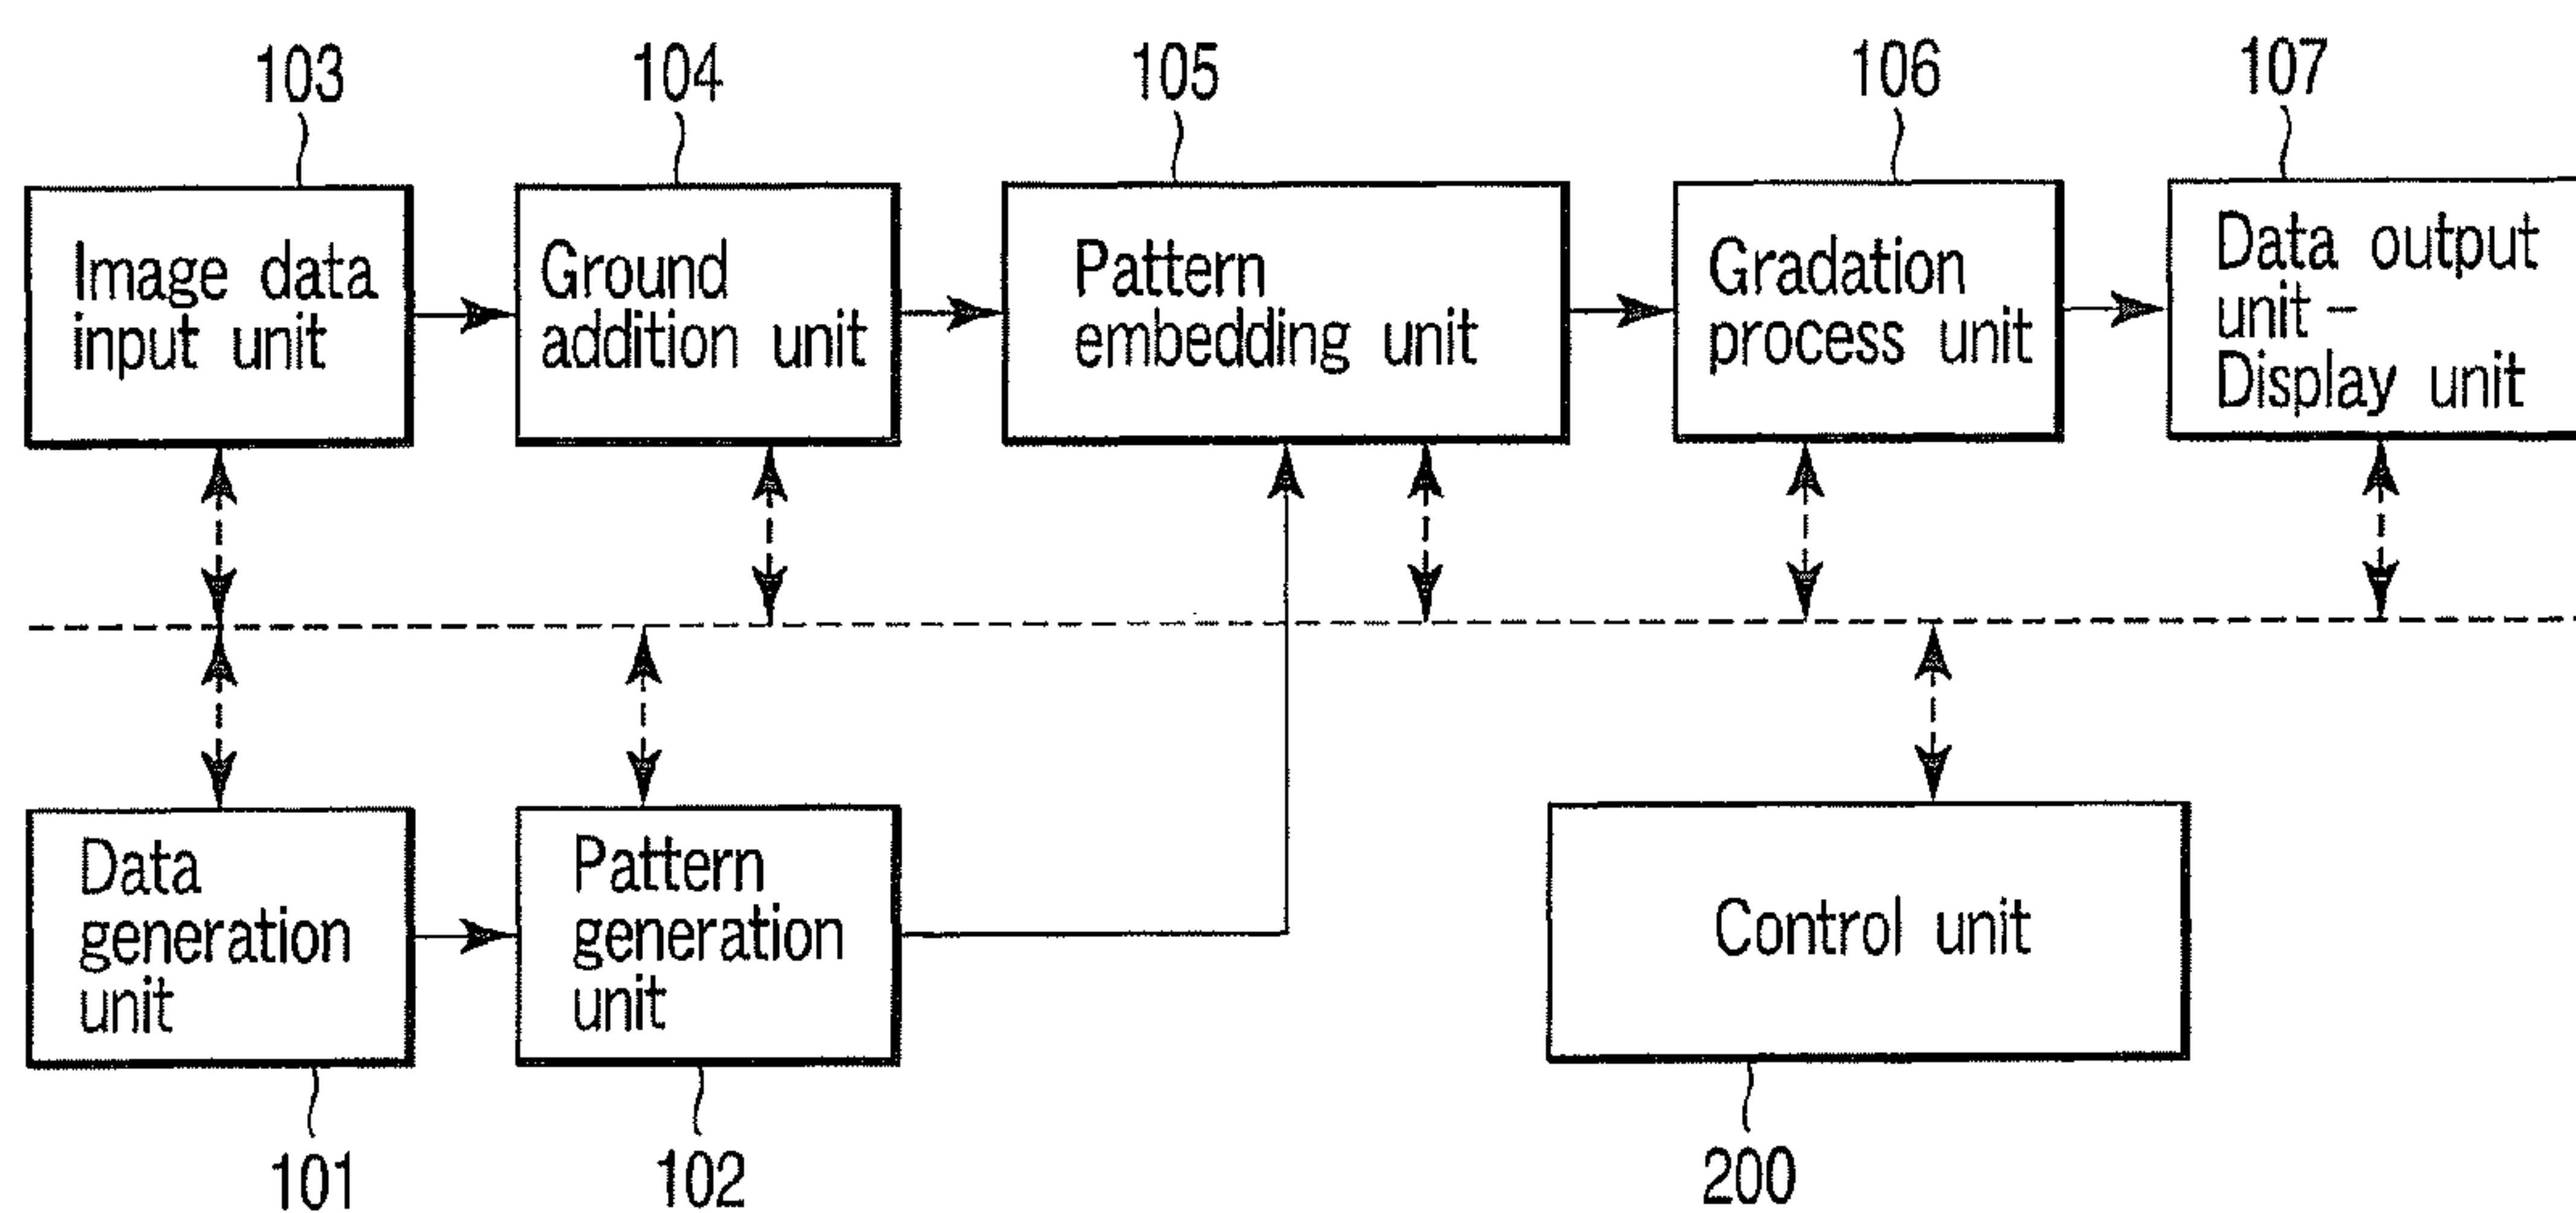 103
104
105
106
107
Image data
input unit
Ground
addition unit
Pattern
embedding unit
Gradation
process unit
Data output
unit–
Display unit
Data
generation
unit
Pattern
generation
unit
Control unit
101
102
200